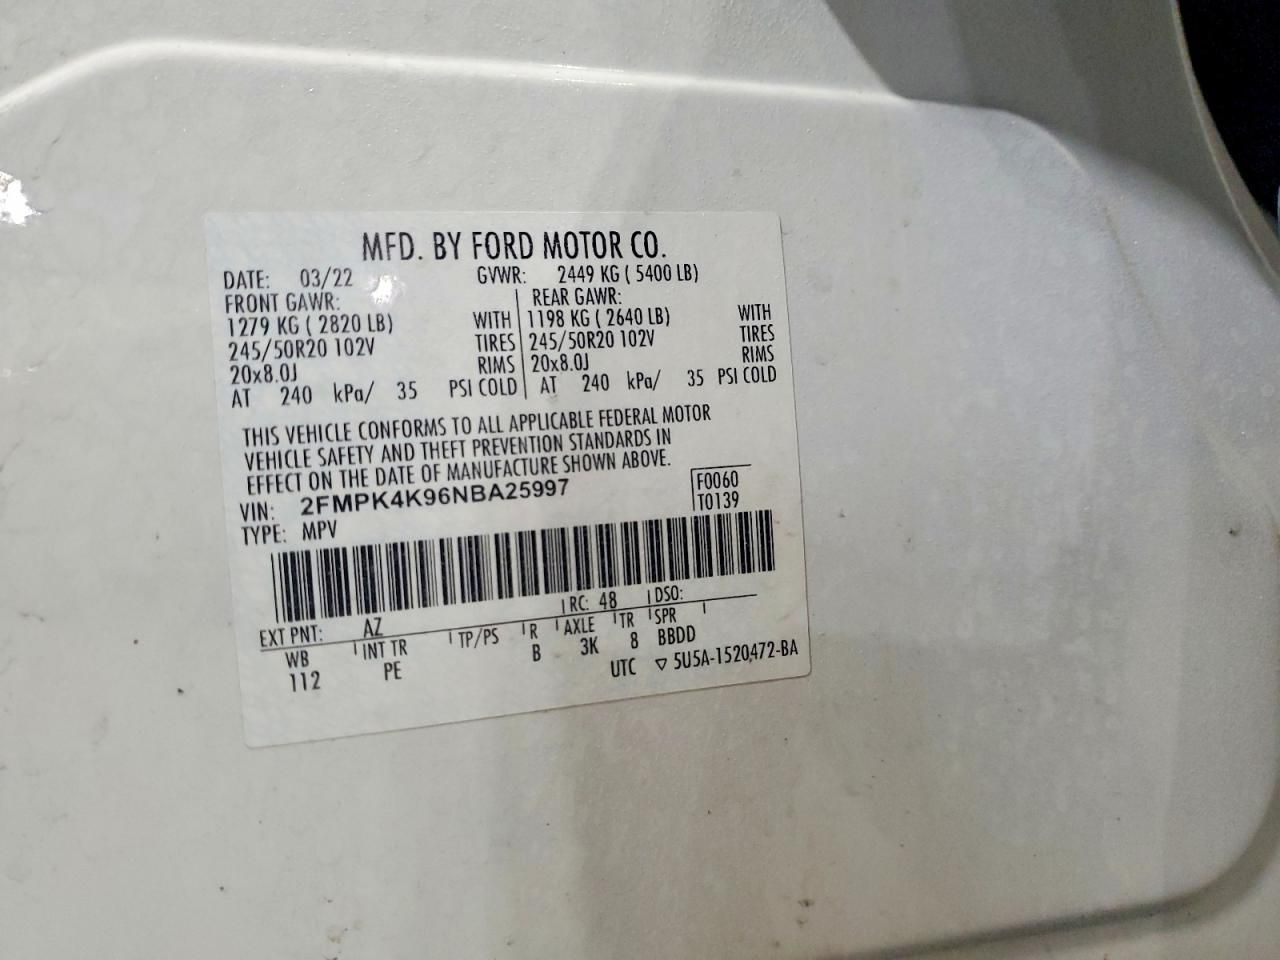 MFD. BY FORD MOTOR CO.
DATE: 03/22 GVWR: 2449 KG ( 5400 LB)
FRONT GAWR: REAR GAWR:
1279 KG ( 2820 LB) WITH 1198 KG ( 2640 LB) WITH
245/50R20 102V TIRES 245/50R20 102V TIRES
20x8.0J RIMS 20x8.0J RIMS
AT 240 kPa/ 35 PSI COLD AT 240 kPa/ 35 PSI COLD
THIS VEHICLE CONFORMS TO ALL APPLICABLE FEDERAL MOTOR
VEHICLE SAFETY AND THEFT PREVENTION STANDARDS IN
EFFECT ON THE DATE OF MANUFACTURE SHOWN ABOVE.
VIN: 2FMPK4K96NBA25997 F0060
TYPE: MPV T0139
EXT PNT: AZ RC: 48 DSO:
WB INT TR TP/PS R AXLE TR SPR
112 PE B 3K 8 BBDD
UTC ▽ 5U5A-1520472-BA